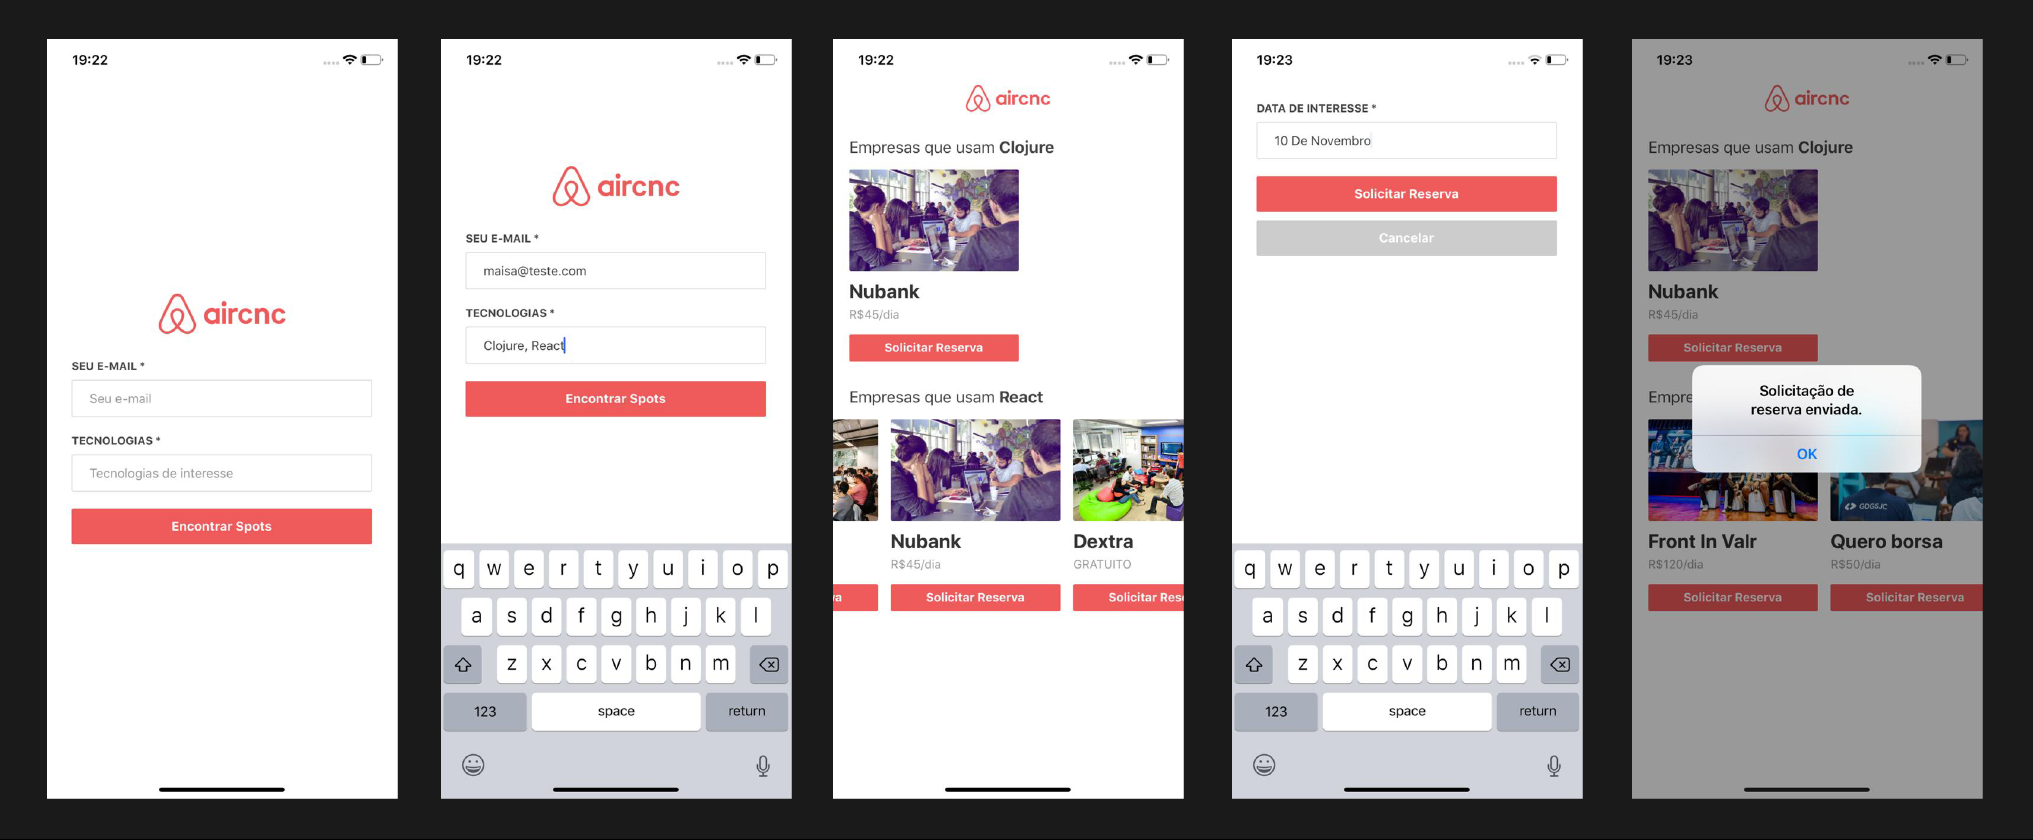 19:22
aircnc
SEU E-MAIL *
Seu e-mail
TECNOLOGIAS *
Tecnologias de interesse
Encontrar Spots
19:22
aircnc
SEU E-MAIL *
maisa@teste.com
TECNOLOGIAS *
Clojure, React
Encontrar Spots
q w e r t y u i o p
a s d f g h j k l
z x c v b n m
123 space return
19:22
aircnc
Empresas que usam Clojure
Nubank
R$45/dia
Solicitar Reserva
Empresas que usam React
Nubank Dextra
R$45/dia GRATUITO
va Solicitar Reserva Solicitar Rese
19:23
DATA DE INTERESSE *
10 De Novembro
Solicitar Reserva
Cancelar
q w e r t y u i o p
a s d f g h j k l
z x c v b n m
123 space return
19:23
aircnc
Empresas que usam Clojure
Nubank
R$45/dia
Solicitar Reserva
Empre
Solicitação de
reserva enviada.
OK
GDGSJC
Front In Valr Quero borsa
R$120/dia R$50/dia
Solicitar Reserva Solicitar Reserva